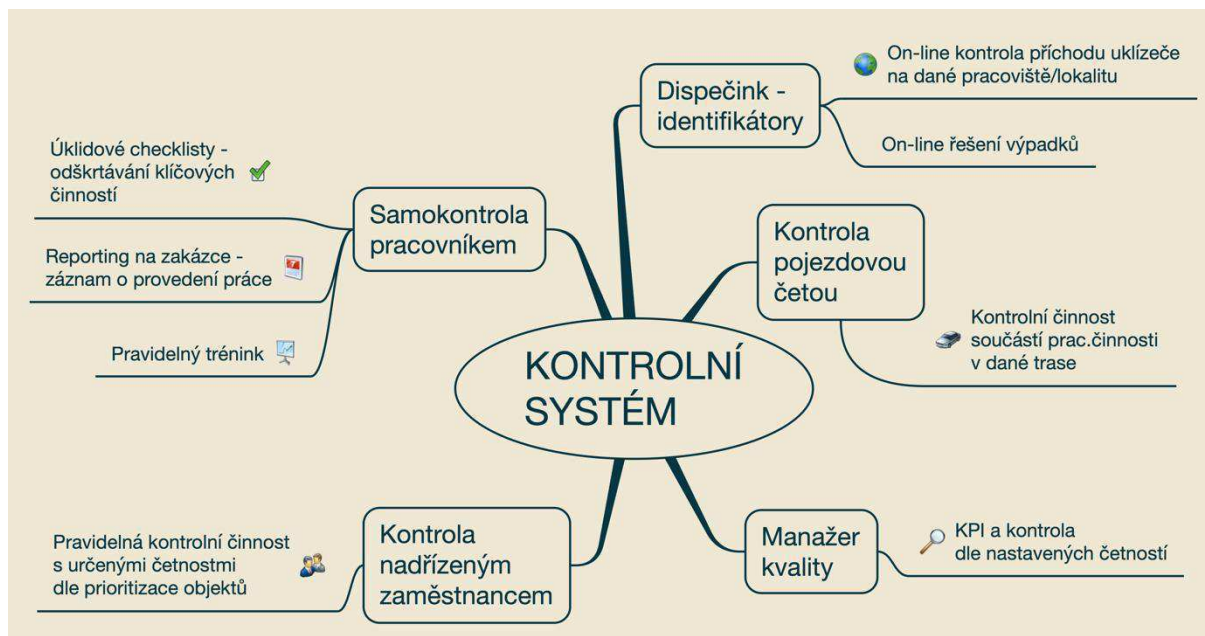 On-line kontrola příchodu uklízeče
na dané pracoviště/lokalitu
Dispečink -
identifikátory
On-line řešení výpadků
Úklidové checklisty -
odškrtávání klíčových
činností
Samokontrola
pracovníkem
Reporting na zakázce -
záznam o provedení práce
Pravidelný trénink
Kontrola
pojezdovou
četou
Kontrolní činnost
součástí prac.činnosti
v dané trase
KONTROLNÍ
SYSTÉM
Pravidelná kontrolní činnost
s určenými četnostmi
dle prioritizace objektů
Kontrola
nadřízeným
zaměstnancem
Manažer
kvality
KPI a kontrola
dle nastavených četností